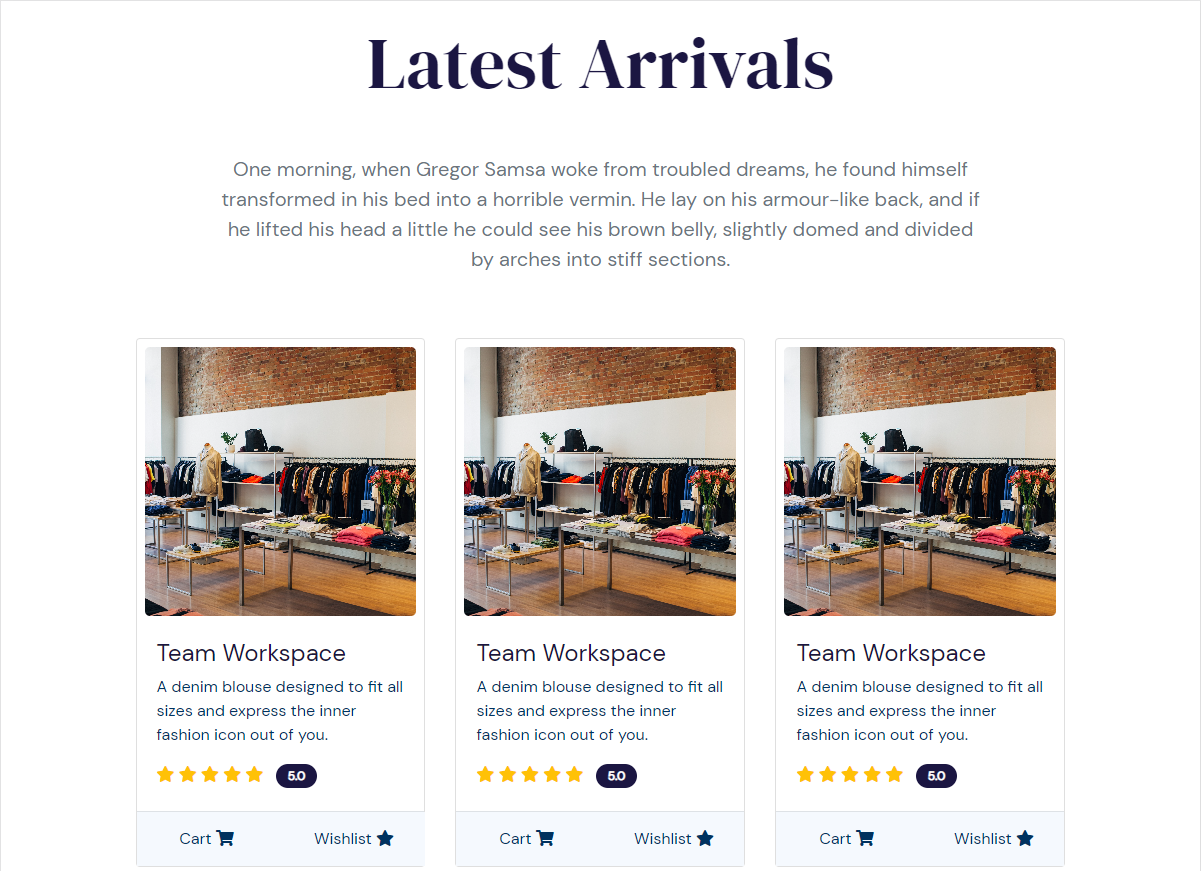 Latest Arrivals
One morning, when Gregor Samsa woke from troubled dreams, he found himself
transformed in his bed into a horrible vermin. He lay on his armour-like back, and if
he lifted his head a little he could see his brown belly, slightly domed and divided
by arches into stiff sections.
Team Workspace
A denim blouse designed to fit all
sizes and express the inner
fashion icon out of you.
5.0
Cart
Wishlist
Team Workspace
A denim blouse designed to fit all
sizes and express the inner
fashion icon out of you.
5.0
Cart
Wishlist
Team Workspace
A denim blouse designed to fit all
sizes and express the inner
fashion icon out of you.
5.0
Cart
Wishlist